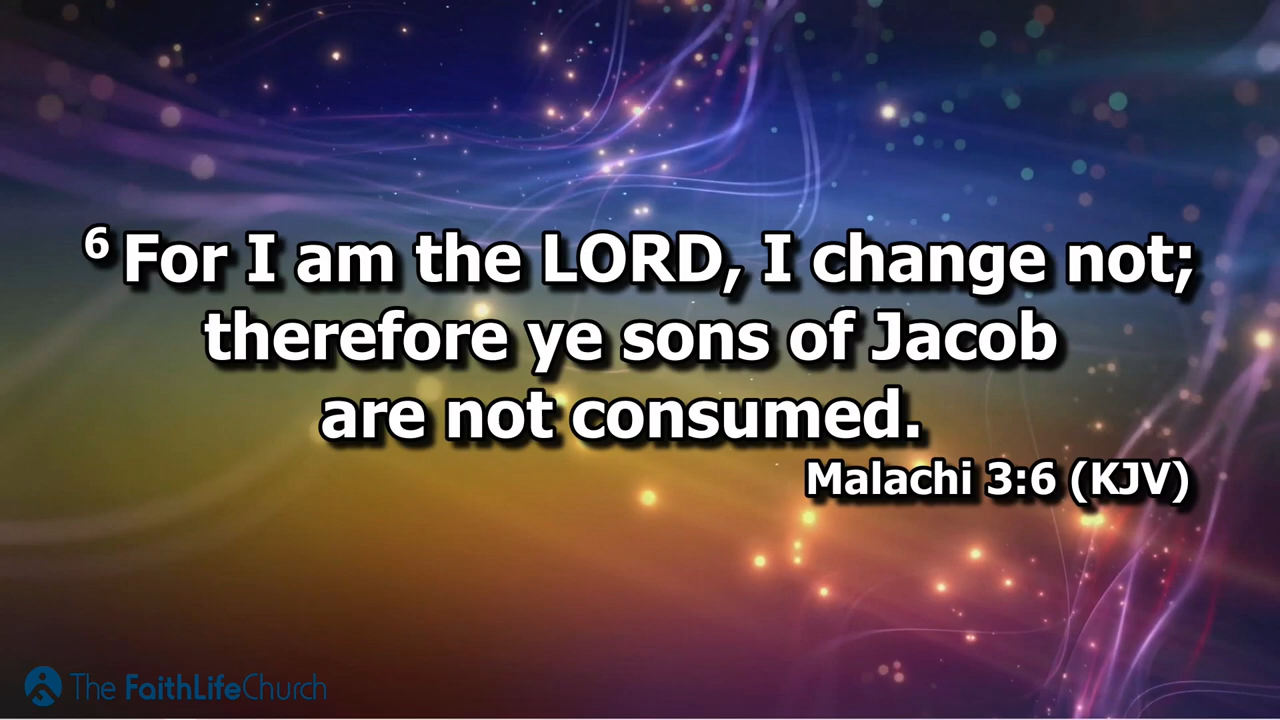 6 For I am the LORD, I change not;
therefore ye sons of Jacob
are not consumed.
Malachi 3:6 (KJV)
The FaithLifeChurch